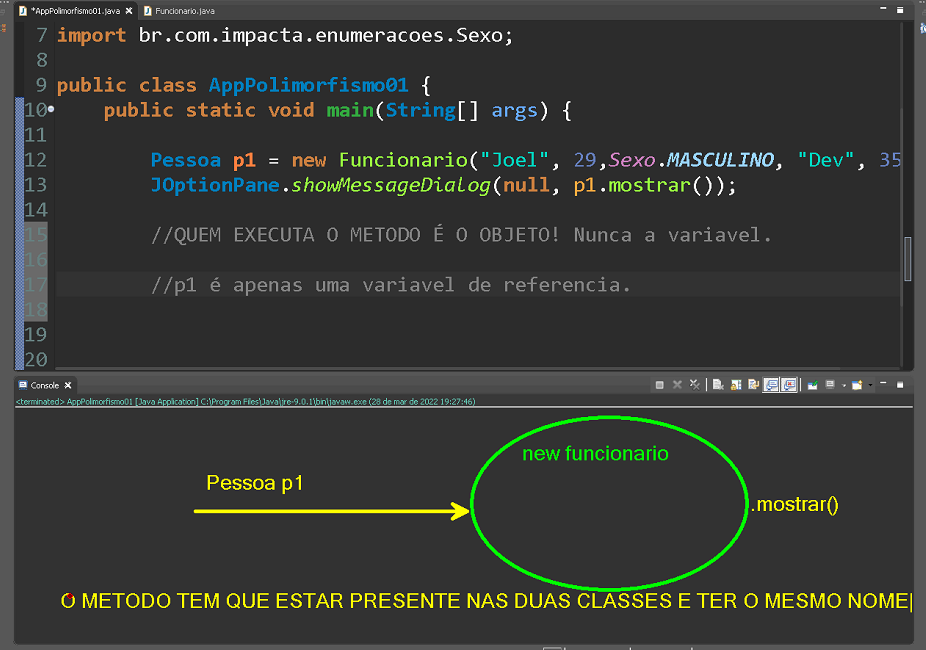 *AppPolimorfismo01.java Funcionario.java
7 import br.com.impacta.enumeracoes.Sexo;
8
9 public class AppPolimorfismo01 {
10 public static void main(String[] args) {
11
12 Pessoa p1 = new Funcionario("Joel", 29,Sexo.MASCULINO, "Dev", 35
13 JOptionPane.showMessageDialog(null, p1.mostrar());
14
15 //QUEM EXECUTA O METODO É O OBJETO! Nunca a variavel.
16
17 //p1 é apenas uma variavel de referencia.
18
19
20
Console
<terminated> AppPolimorfismo01 [Java Application] C:\Program Files\Java\jre-9.0.1\bin\javaw.exe (28 de mar de 2022 19:27:46)
new funcionario
Pessoa p1
.mostrar()
O METODO TEM QUE ESTAR PRESENTE NAS DUAS CLASSES E TER O MESMO NOME